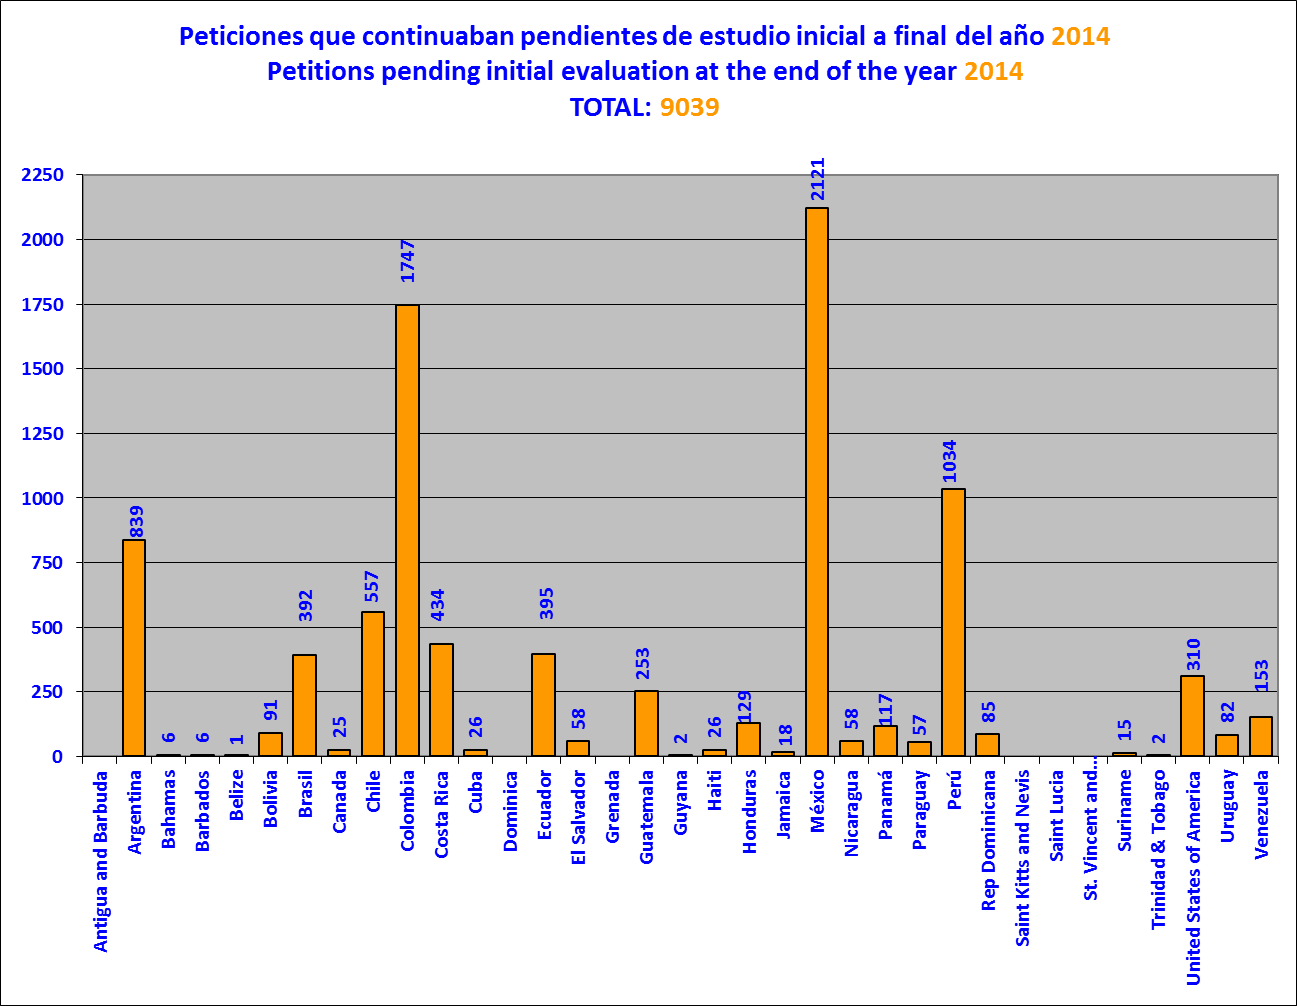 Peticiones que continuaban pendientes de estudio inicial a final del año 2014
Petitions pending initial evaluation at the end of the year 2014
TOTAL: 9039
2250
2000
1750
1500
1250
1000
750
500
250
0
839
6
6
1
91
392
25
557
1747
434
26
395
58
253
2
26
129
18
2121
58
117
57
1034
85
15
2
310
82
153
Antigua and Barbuda
Argentina
Bahamas
Barbados
Belize
Bolivia
Brasil
Canada
Chile
Colombia
Costa Rica
Cuba
Dominica
Ecuador
El Salvador
Grenada
Guatemala
Guyana
Haiti
Honduras
Jamaica
México
Nicaragua
Panamá
Paraguay
Perú
Rep Dominicana
Saint Kitts and Nevis
Saint Lucia
St. Vincent and...
Suriname
Trinidad & Tobago
United States of America
Uruguay
Venezuela